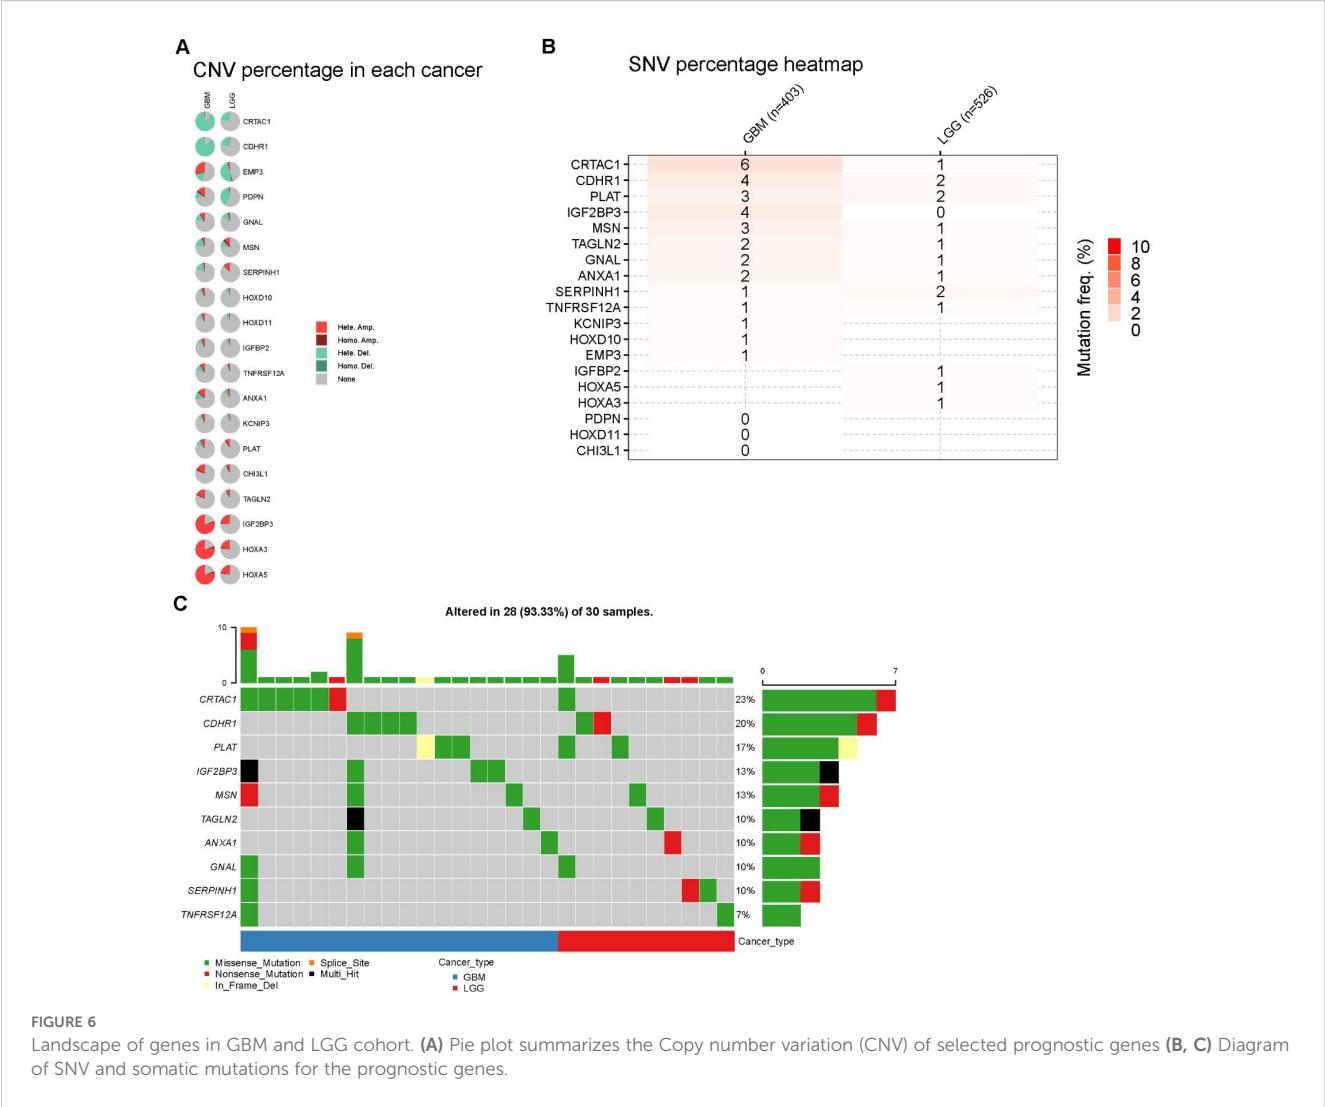 A
CNV percentage in each cancer
GBM
LGG
CRTAC1
CDHR1
EMP3
PDPN
GNAL
MSN
SERPINH1
HOXD10
HOXD11
IGFBP2
TNFRSF12A
ANXA1
KCNIP3
PLAT
CHI3L1
TAGLN2
IGF2BP3
HOXA3
HOXA5
Hete. Amp.
Homo. Amp.
Hete. Del.
Homo. Del.
None
B
SNV percentage heatmap
GBM (n=403)
LGG (n=526)
CRTAC1 6 1
CDHR1 4 2
PLAT 3 2
IGF2BP3 4 0
MSN 3 1
TAGLN2 2 1
GNAL 2 1
ANXA1 2 1
SERPINH1 1 2
TNFRSF12A 1 1
KCNIP3 1
HOXD10 1
EMP3 1
IGFBP2 1
HOXA5 1
HOXA3 1
PDPN 0
HOXD11 0
CHI3L1 0
Mutation freq. (%)
10
8
6
4
2
0
C
Altered in 28 (93.33%) of 30 samples.
10
0
0 7
CRTAC1 23%
CDHR1 20%
PLAT 17%
IGF2BP3 13%
MSN 13%
TAGLN2 10%
ANXA1 10%
GNAL 10%
SERPINH1 10%
TNFRSF12A 7%
Cancer_type
Missense_Mutation Splice_Site
Nonsense_Mutation Multi_Hit
In_Frame_Del
Cancer_type
GBM
LGG
FIGURE 6
Landscape of genes in GBM and LGG cohort. (A) Pie plot summarizes the Copy number variation (CNV) of selected prognostic genes (B, C) Diagram
of SNV and somatic mutations for the prognostic genes.